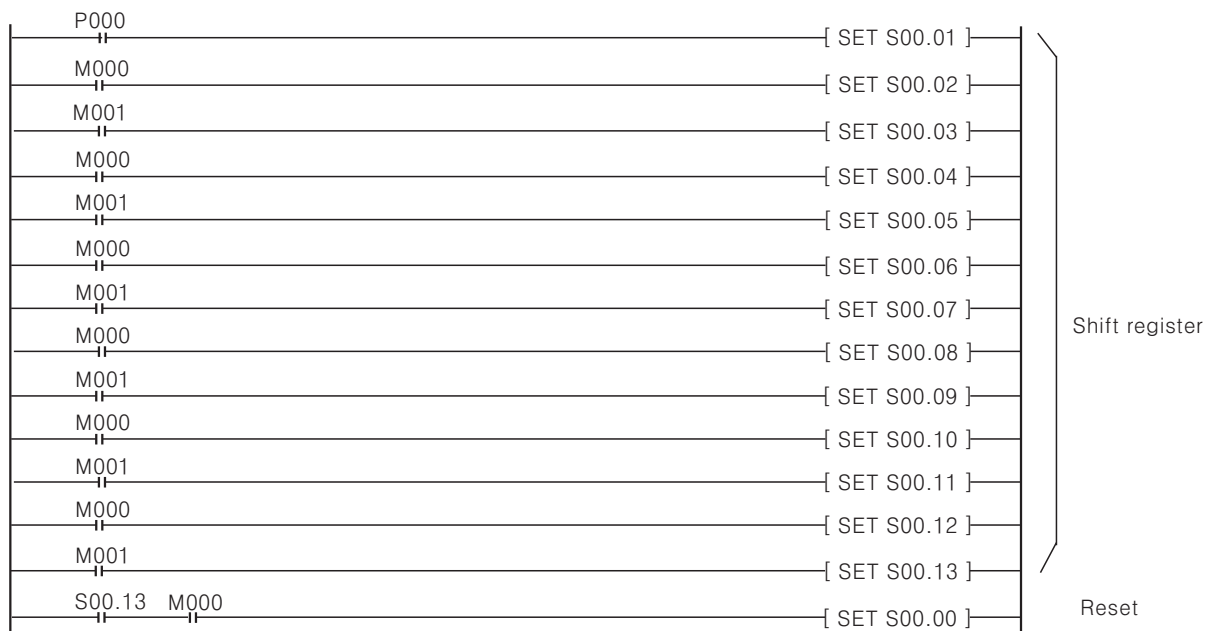 P000
[ SET S00.01 ]
M000
[ SET S00.02 ]
M001
[ SET S00.03 ]
M000
[ SET S00.04 ]
M001
[ SET S00.05 ]
M000
[ SET S00.06 ]
M001
[ SET S00.07 ]
Shift register
M000
[ SET S00.08 ]
M001
[ SET S00.09 ]
M000
[ SET S00.10 ]
M001
[ SET S00.11 ]
M000
[ SET S00.12 ]
M001
[ SET S00.13 ]
S00.13 M000
[ SET S00.00 ]
Reset